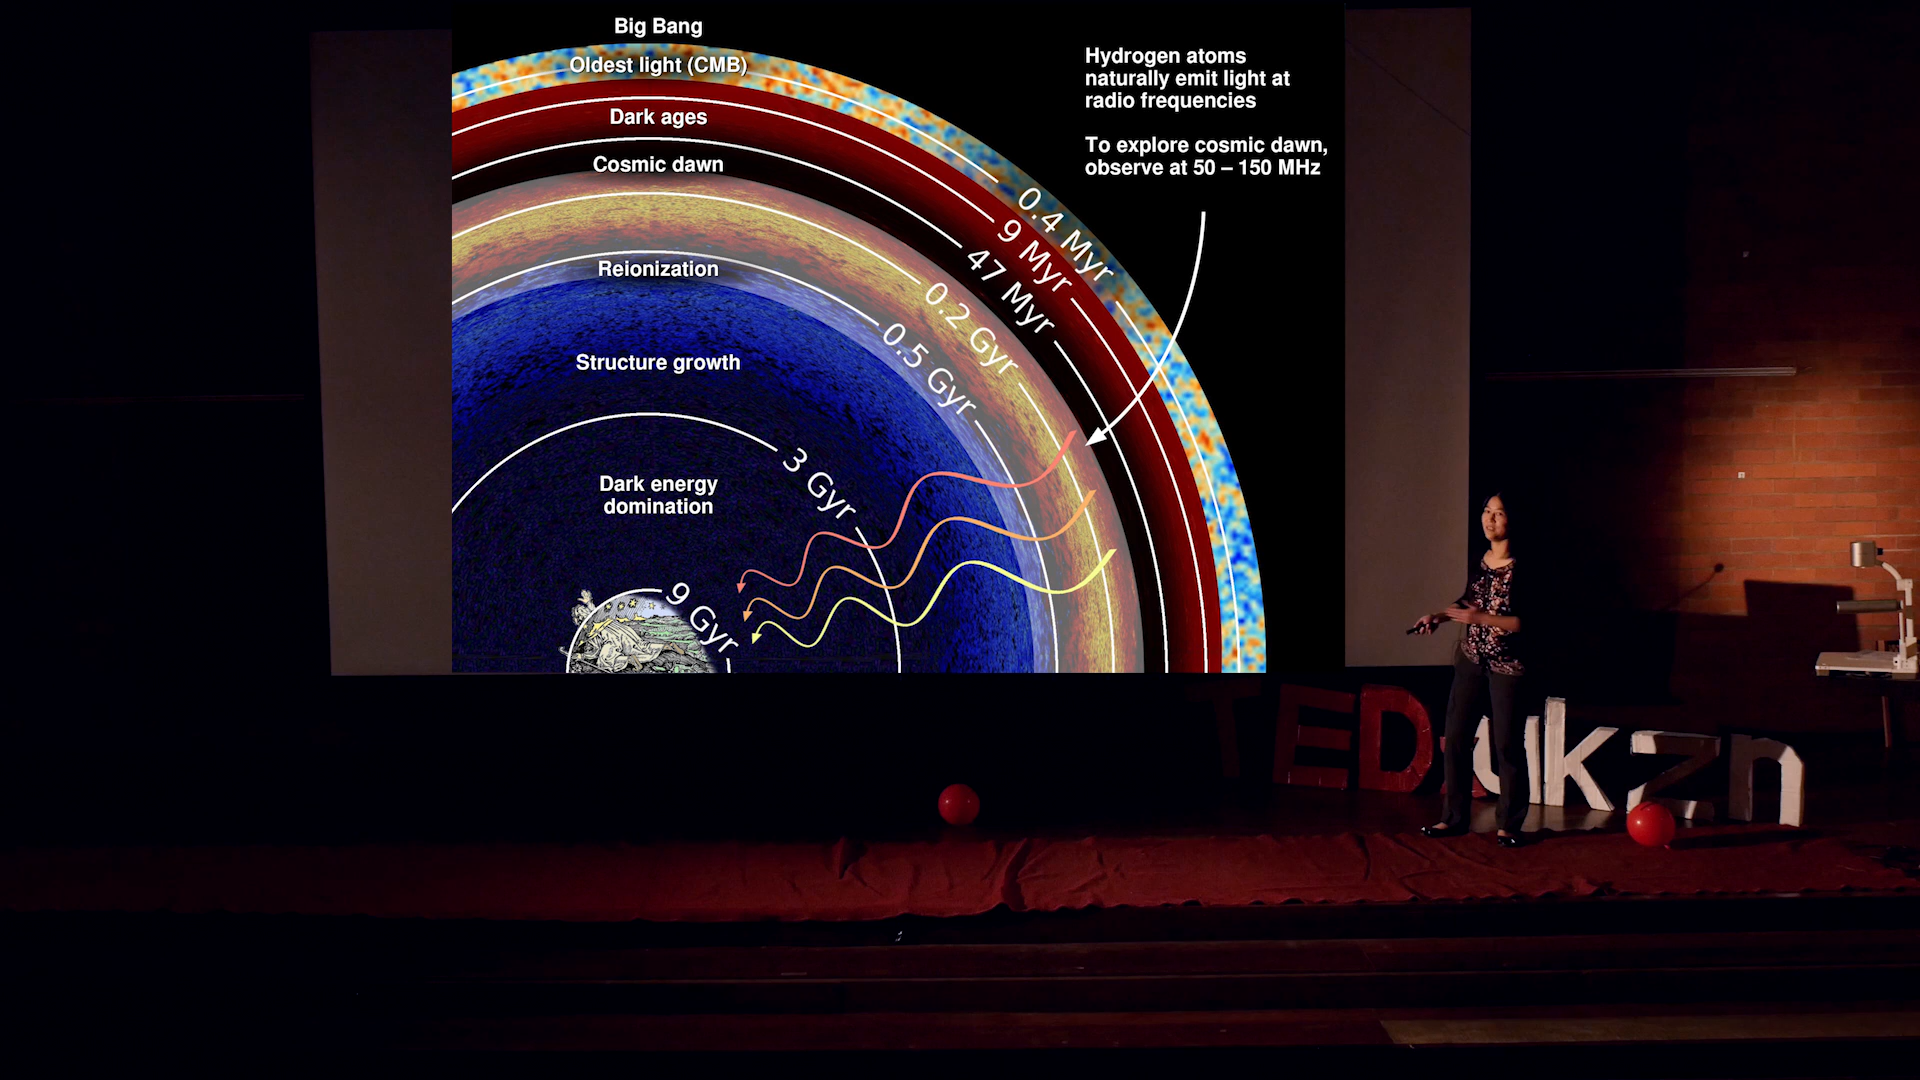 Big Bang
Oldest light (CMB)
Dark ages
Cosmic dawn
Reionization
Structure growth
Dark energy
domination
0.4 Myr
9 Myr
47 Myr
0.2 Gyr
0.5 Gyr
3 Gyr
9 Gyr
Hydrogen atoms
naturally emit light at
radio frequencies
To explore cosmic dawn,
observe at 50 – 150 MHz
TEDxukzn